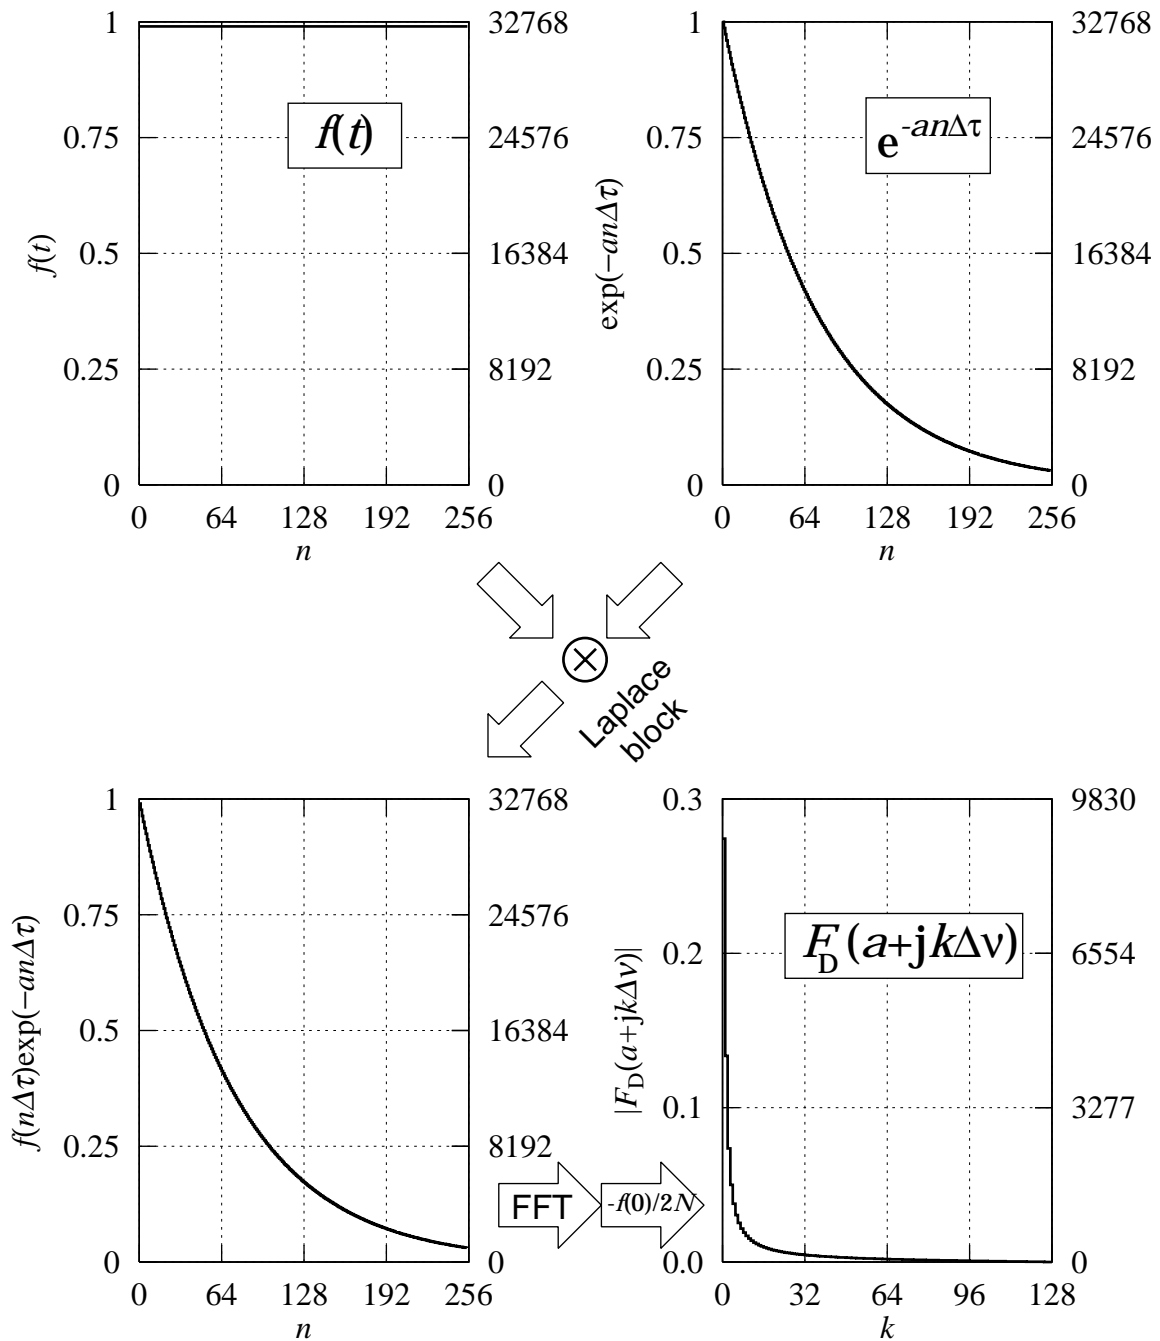 1
0.75
0.5
0.25
0
f(t)
f(t)
32768
24576
16384
8192
0
0 64 128 192 256
n
1
0.75
0.5
0.25
0
exp(−anΔτ)
e^-anΔτ
32768
24576
16384
8192
0
0 64 128 192 256
n
Laplace
block
1
0.75
0.5
0.25
0
f(nΔτ)exp(−anΔτ)
32768
24576
16384
8192
0
0 64 128 192 256
n
FFT
-f(0)/2N
0.3
0.2
0.1
0.0
|F_D(a+jkΔν)|
F_D(a+jkΔν)
9830
6554
3277
0
0 32 64 96 128
k